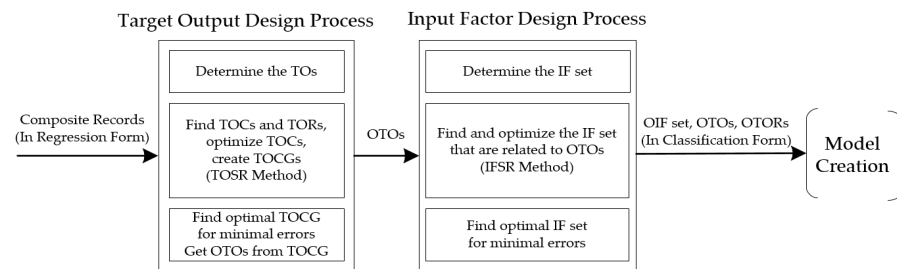 Target Output Design Process
Input Factor Design Process
Determine the TOs
Determine the IF set
Composite Records
(In Regression Form)
Find TOCs and TORs,
optimize TOCs,
create TOCGs
(TOSR Method)
OTOs
Find and optimize the IF set
that are related to OTOs
(IFSR Method)
OIF set, OTOs, OTORs
(In Classification Form)
Model
Creation
Find optimal TOCG
for minimal errors
Get OTOs from TOCG
Find optimal IF set
for minimal errors